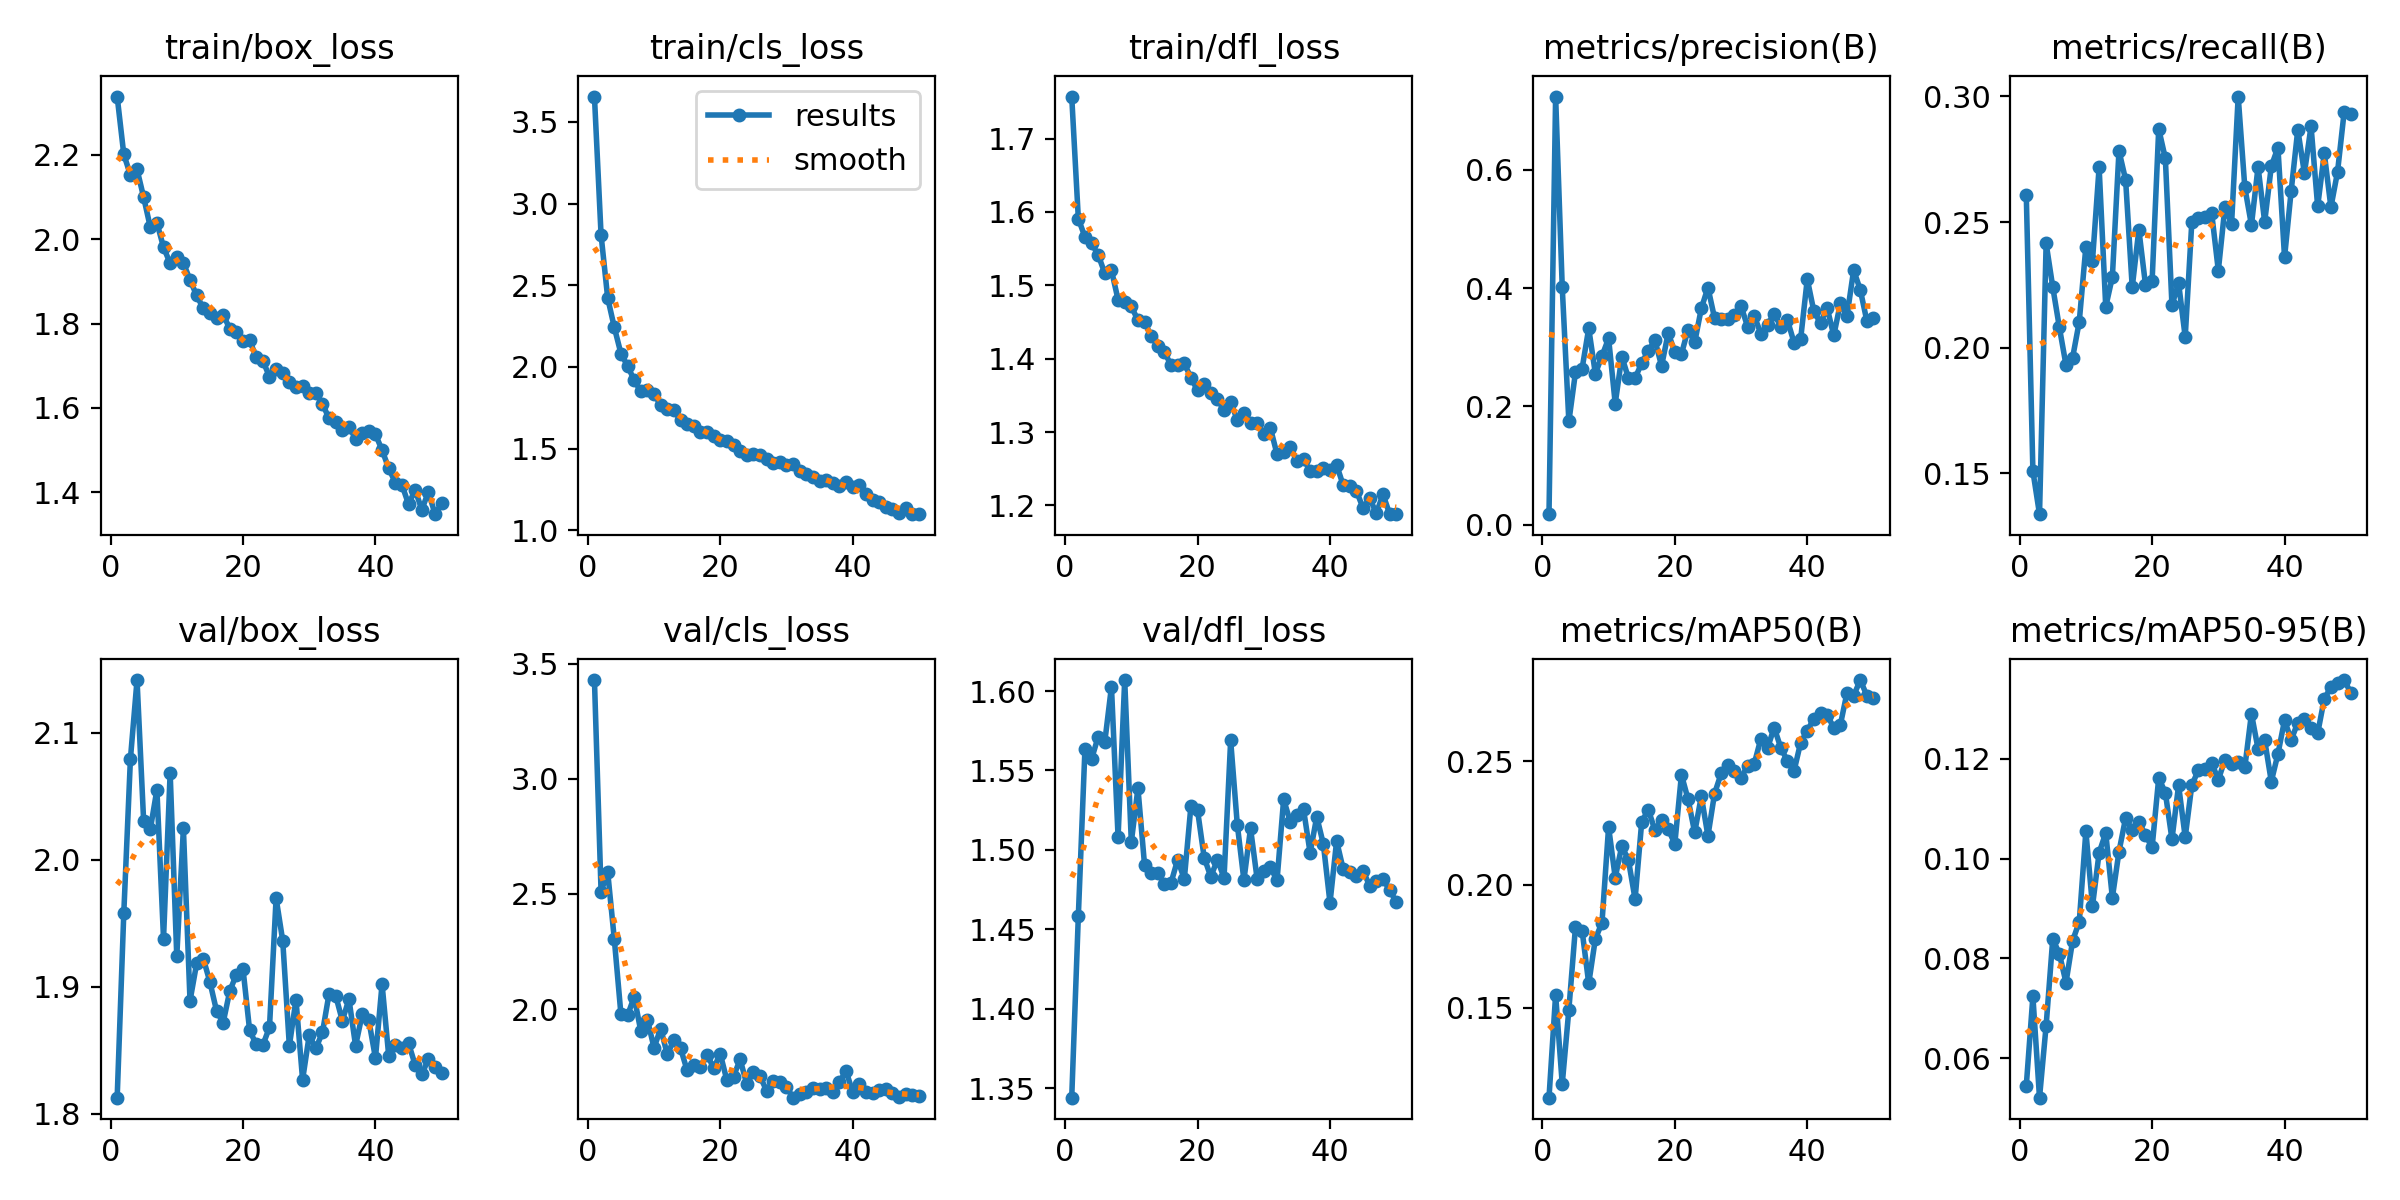 train/box_loss
train/cls_loss
train/dfl_loss
metrics/precision(B)
metrics/recall(B)
2.2
2.0
1.8
1.6
1.4
0 20 40
3.5
3.0
2.5
2.0
1.5
1.0
results
smooth
0 20 40
1.7
1.6
1.5
1.4
1.3
1.2
0 20 40
0.6
0.4
0.2
0.0
0 20 40
0.30
0.25
0.20
0.15
0 20 40
val/box_loss
val/cls_loss
val/dfl_loss
metrics/mAP50(B)
metrics/mAP50-95(B)
2.1
2.0
1.9
1.8
0 20 40
3.5
3.0
2.5
2.0
0 20 40
1.60
1.55
1.50
1.45
1.40
1.35
0 20 40
0.25
0.20
0.15
0 20 40
0.12
0.10
0.08
0.06
0 20 40